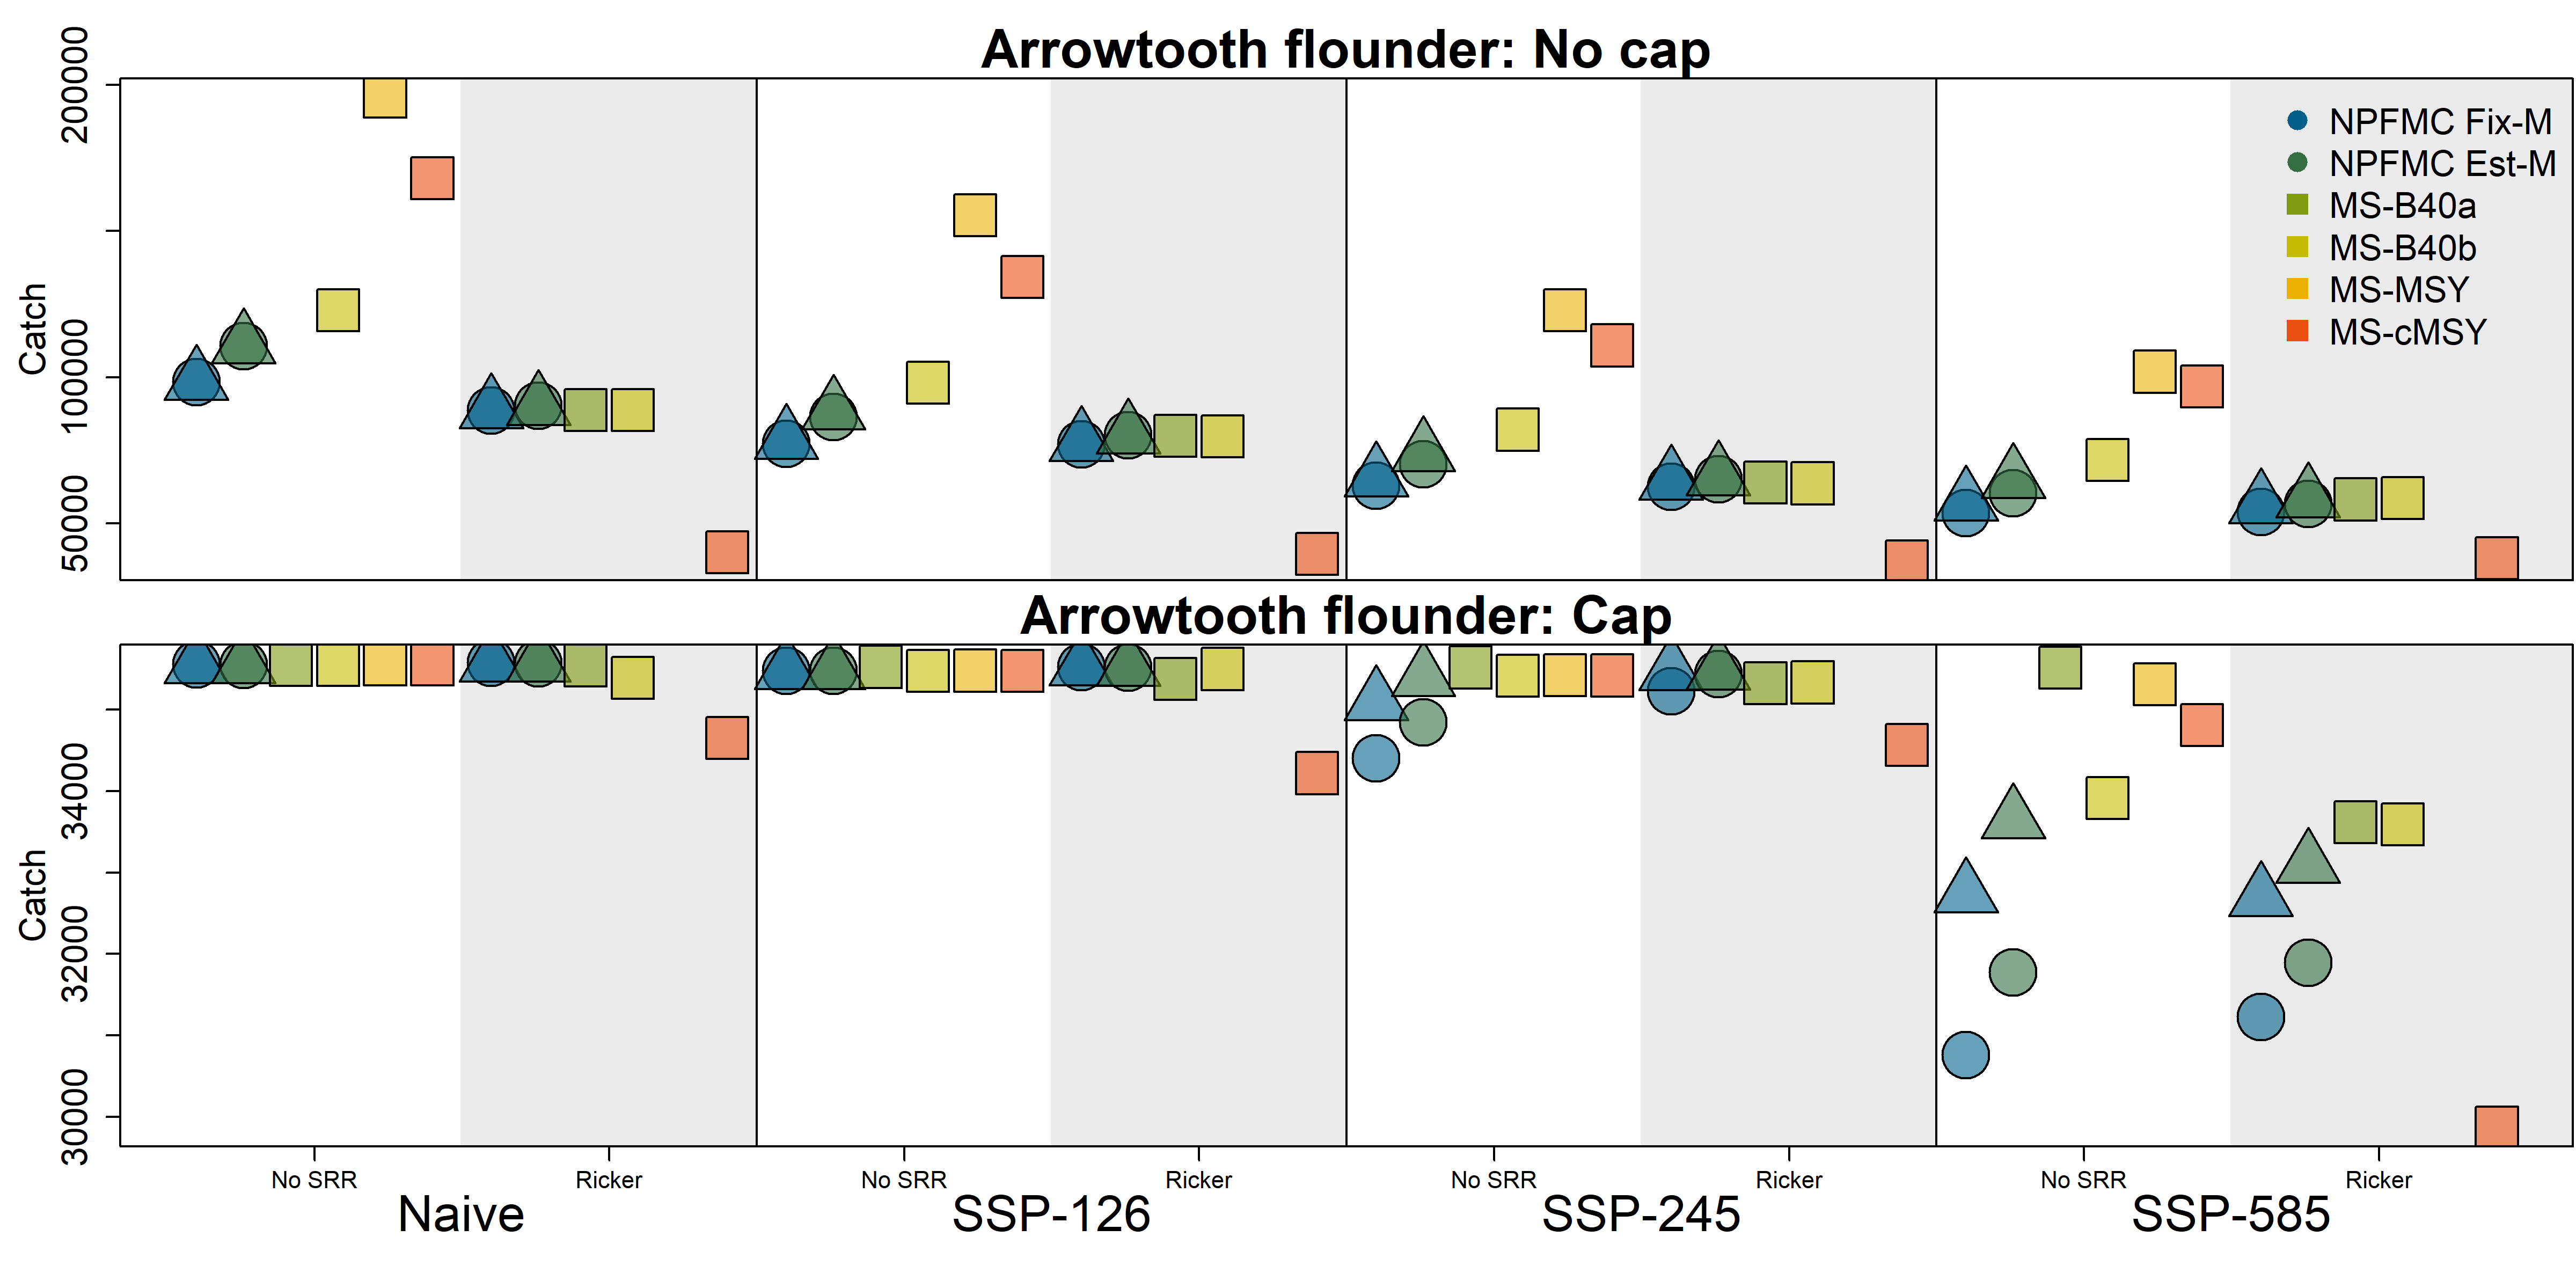 Arrowtooth flounder: No cap
Catch
200000
100000
50000
NPFMC Fix-M
NPFMC Est-M
MS-B40a
MS-B40b
MS-MSY
MS-cMSY
Arrowtooth flounder: Cap
Catch
34000
32000
30000
No SRR Ricker No SRR Ricker No SRR Ricker No SRR Ricker
Naive SSP-126 SSP-245 SSP-585